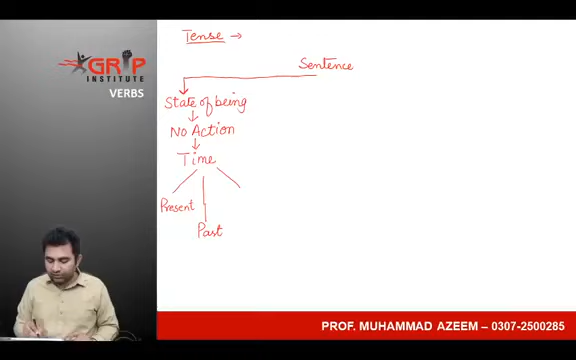 Tense →
GRIP
INSTITUTE
VERBS
Sentence
State of being
No Action
Time
Present
Past
PROF. MUHAMMAD AZEEM – 0307-2500285